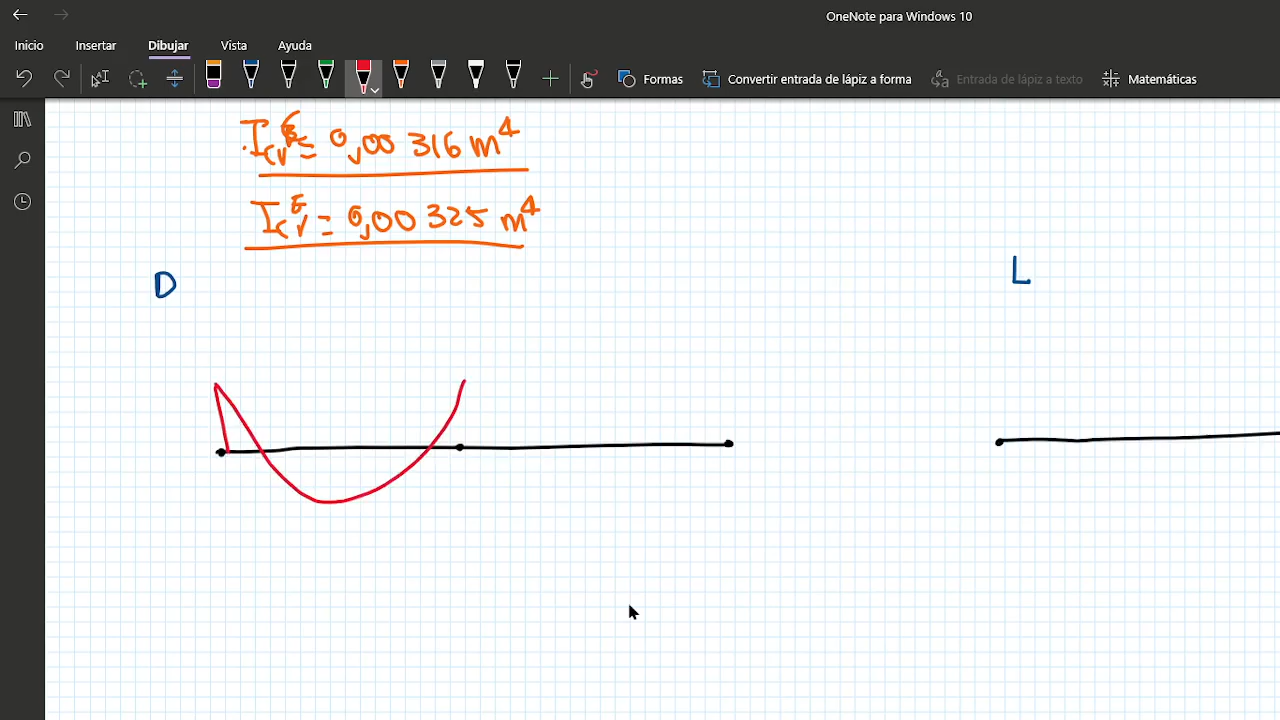 OneNote para Windows 10
Inicio Insertar Dibujar Vista Ayuda
Formas Convertir entrada de lápiz a forma Entrada de lápiz a texto Matemáticas
= 0,00 316 m⁴
= 0,00 325 m⁴
D
L